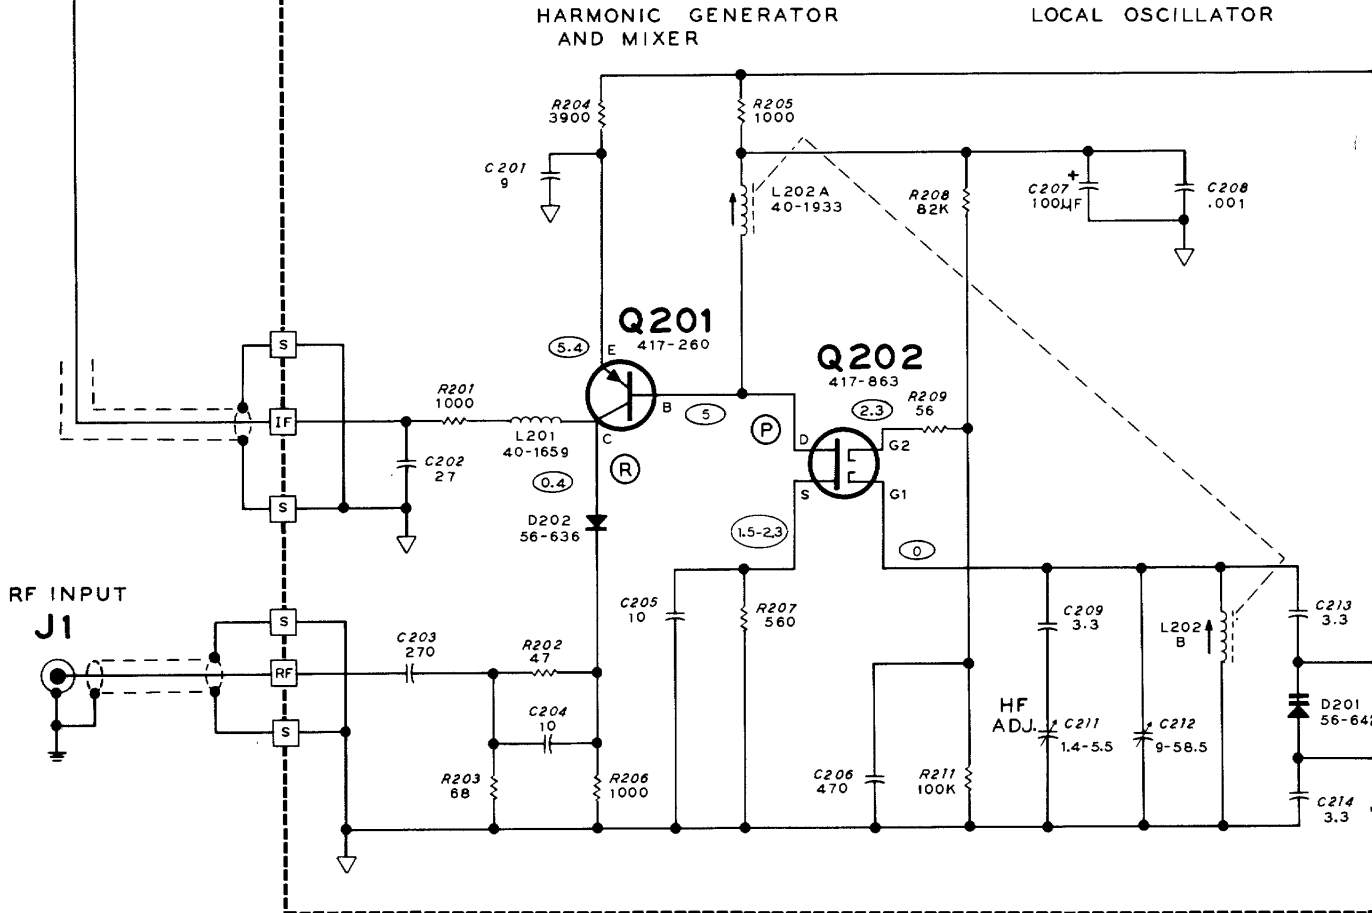 HARMONIC GENERATOR
AND MIXER
LOCAL OSCILLATOR
R204
3900
R205
1000
C201
9
L202A
40-1933
R208
82K
+
C207
100µF
C208
.001
Q201
417-260
5.4
E
B
C
5
P
R
0.4
Q202
417-863
2.3
R209
56
D
G2
S
G1
1.5-2.3
0
S
IF
S
R201
1000
L201
40-1659
C202
27
D202
56-636
RF INPUT
J1
S
RF
S
C203
270
R202
47
C204
10
R203
68
R206
1000
C205
10
R207
560
C206
470
R211
100K
C209
3.3
HF
ADJ.
C211
1.4-5.5
C212
9-58.5
L202
B
C213
3.3
D201
C214
3.3